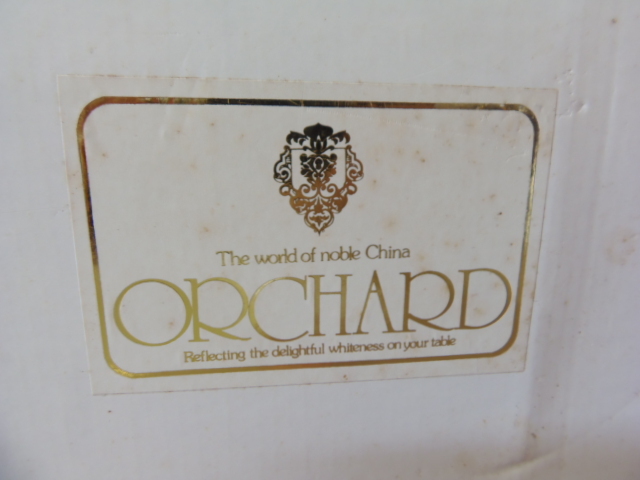 The world of noble China
ORCHARD
Reflecting the delightful whiteness on your table